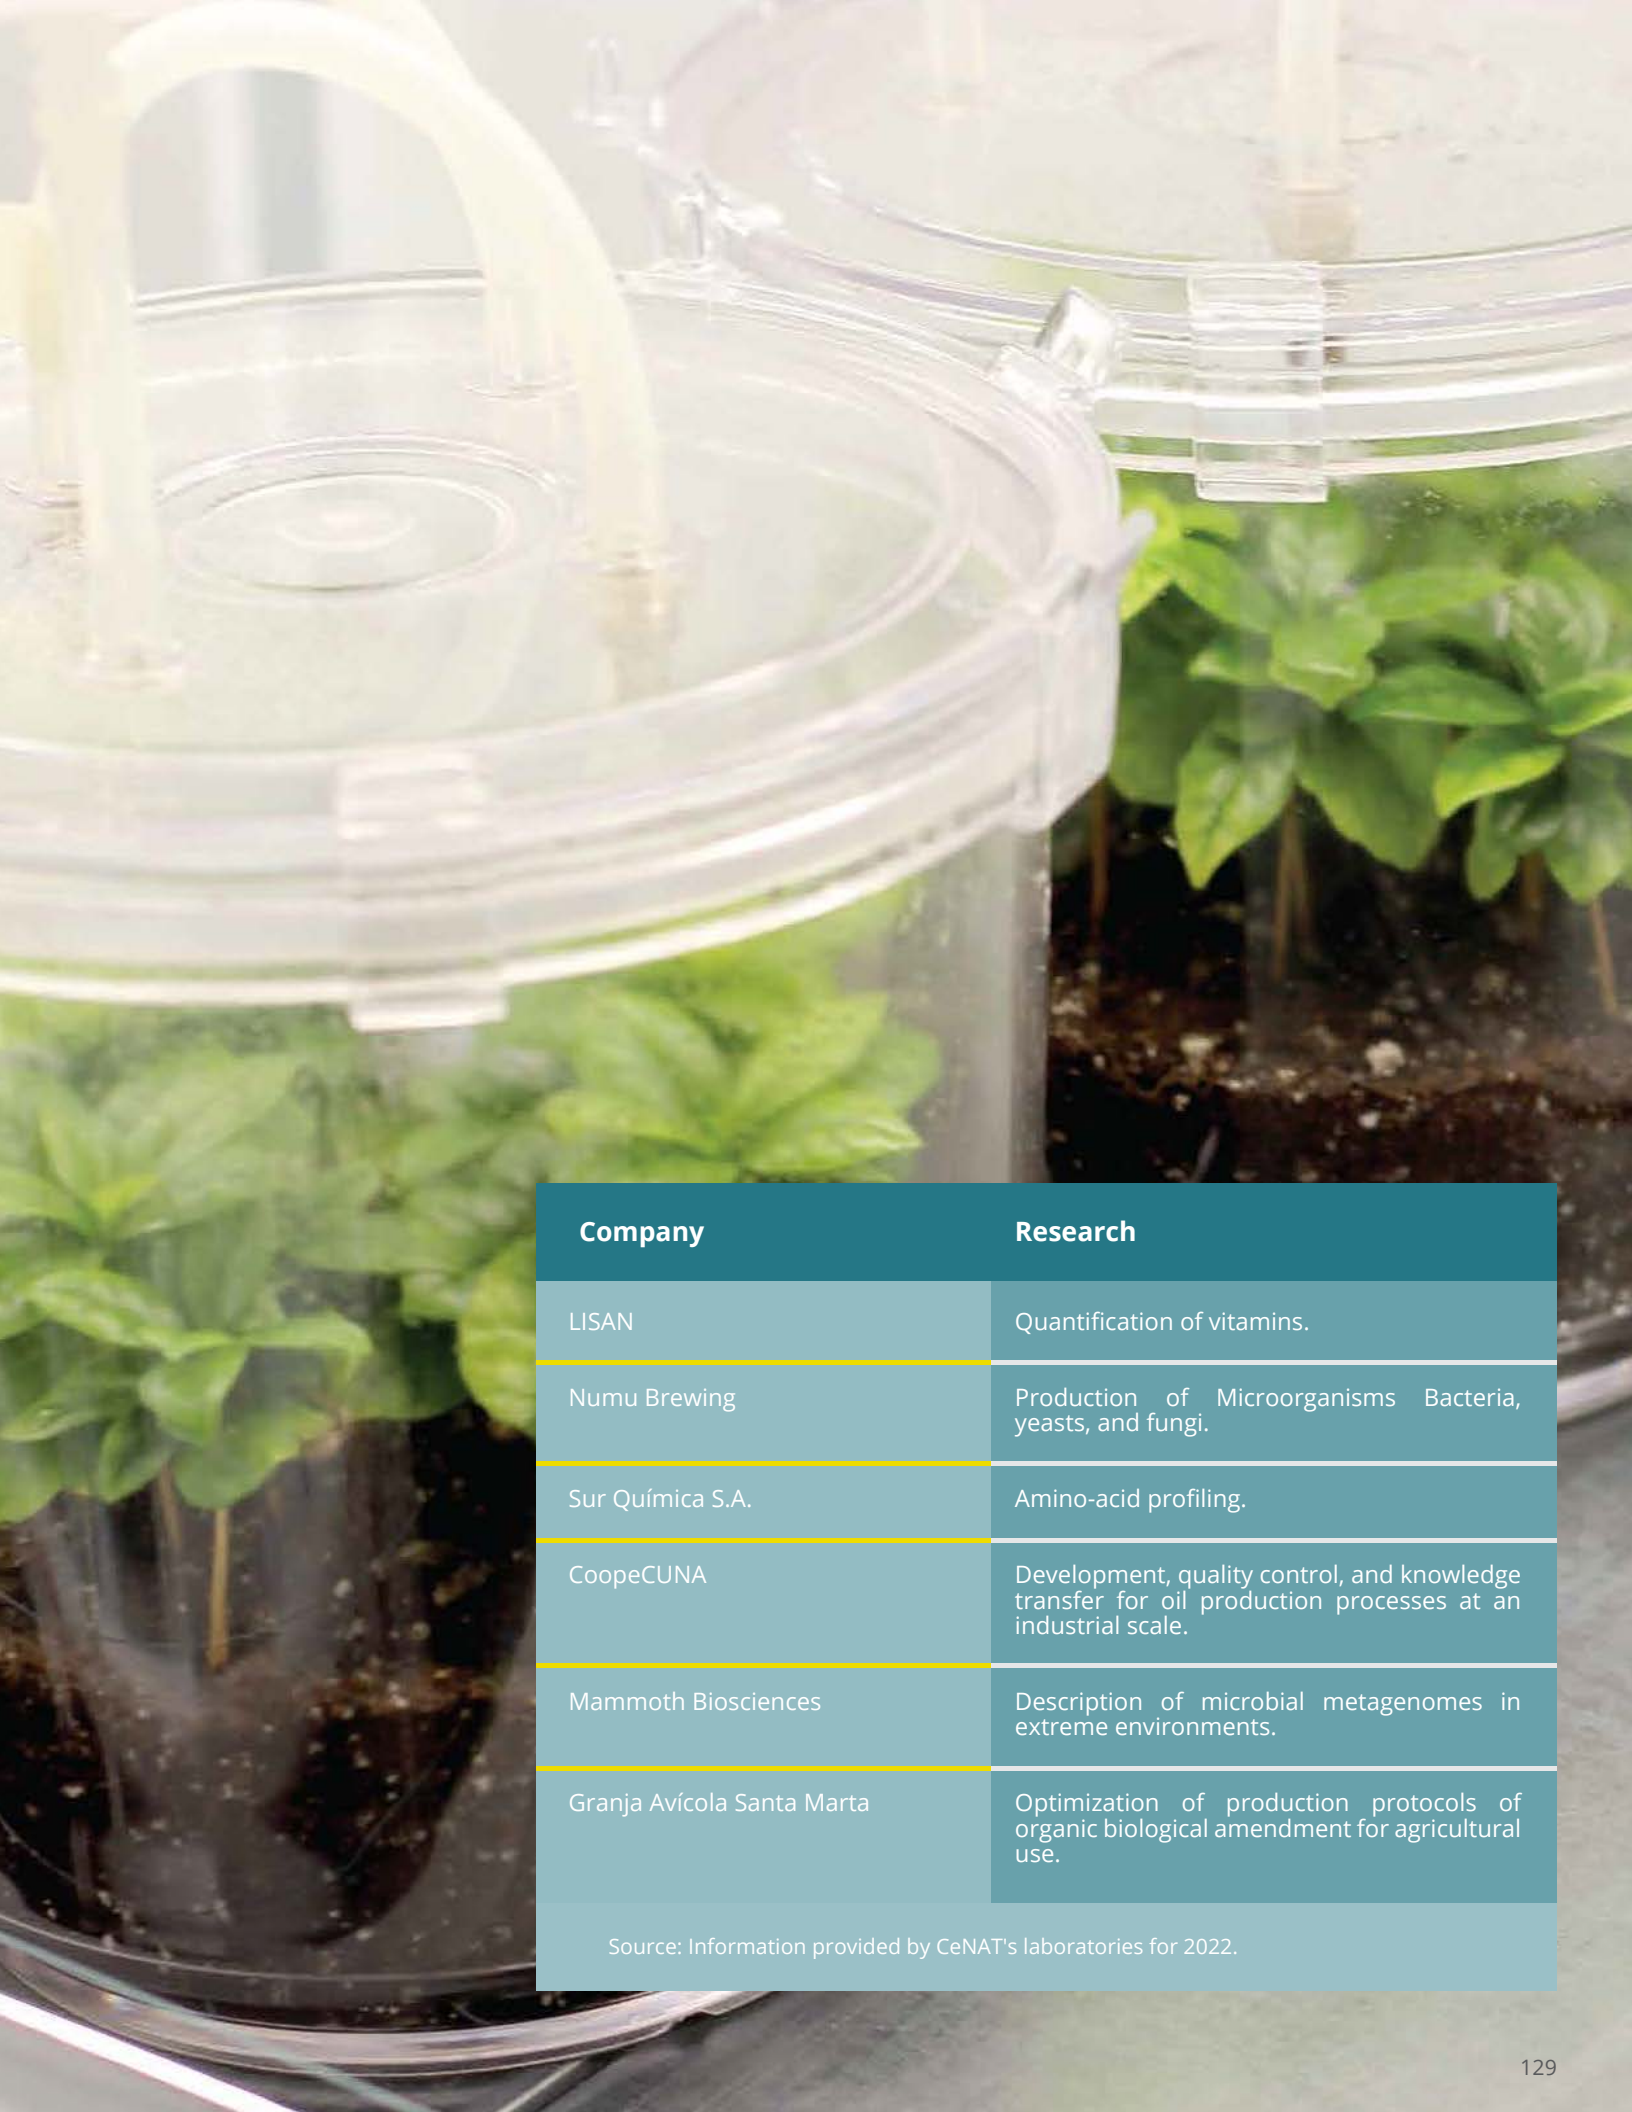 Company Research
LISAN Quantification of vitamins.
Numu Brewing Production of Microorganisms Bacteria,
yeasts, and fungi.
Sur Química S.A. Amino-acid profiling.
CoopeCUNA Development, quality control, and knowledge
transfer for oil production processes at an
industrial scale.
Mammoth Biosciences Description of microbial metagenomes in
extreme environments.
Granja Avícola Santa Marta Optimization of production protocols of
organic biological amendment for agricultural
use.
Source: Information provided by CeNAT's laboratories for 2022.
129